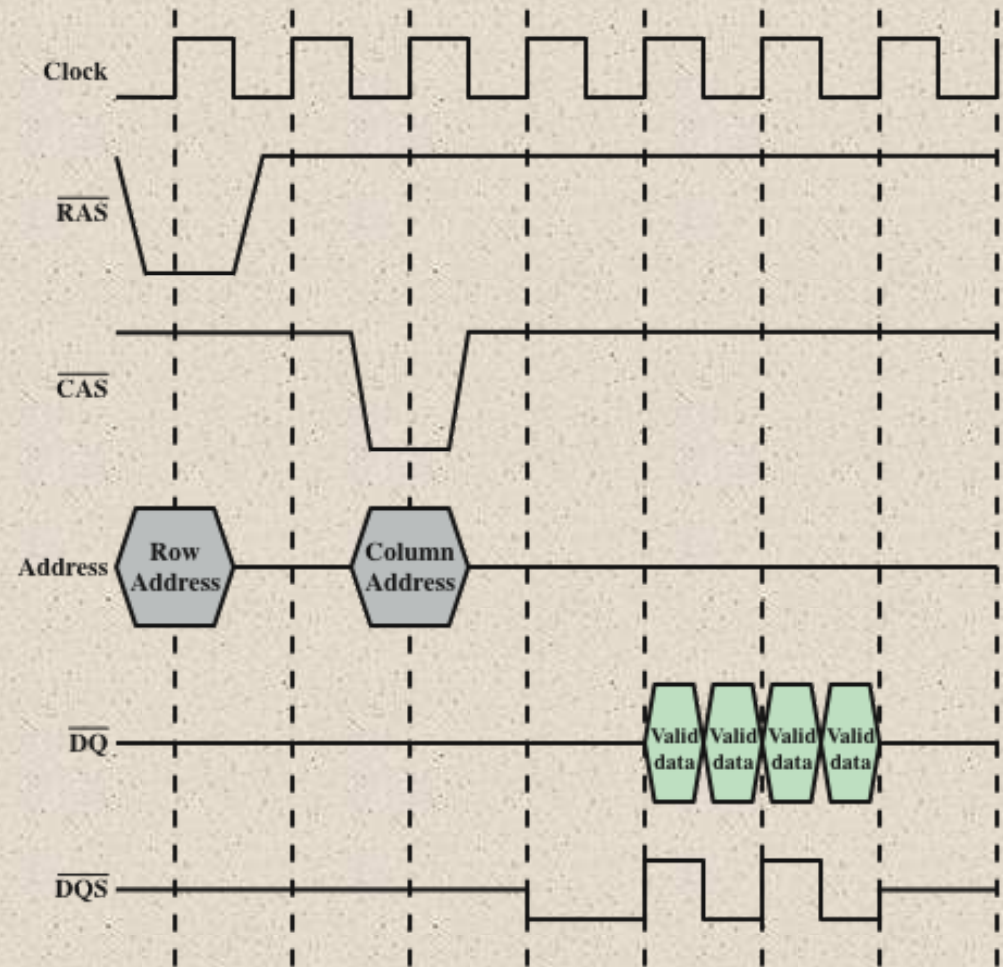 Clock
RAS
CAS
Address
Row
Address
Column
Address
DQ
Valid
data
Valid
data
Valid
data
Valid
data
DQS